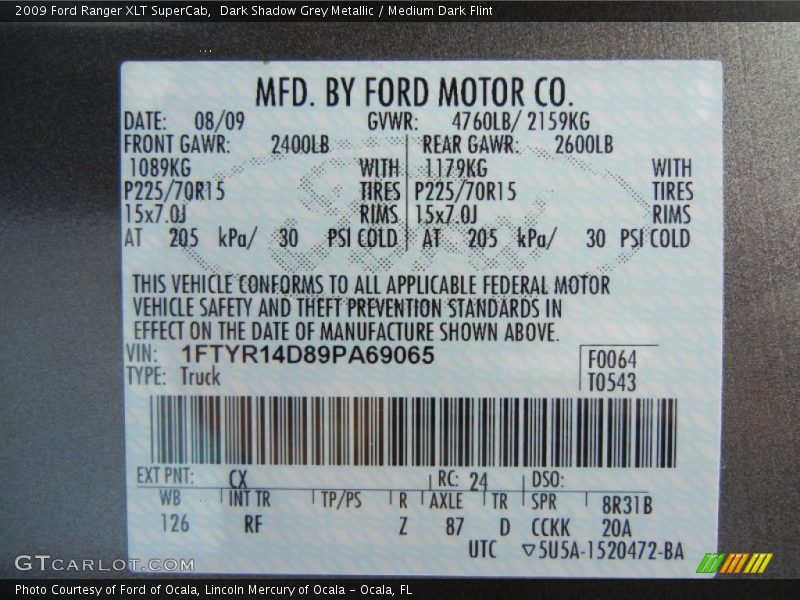 2009 Ford Ranger XLT SuperCab,  Dark Shadow Grey Metallic / Medium Dark Flint
MFD. BY FORD MOTOR CO.
DATE: 08/09 GVWR: 4760LB/ 2159KG
FRONT GAWR: 2400LB REAR GAWR: 2600LB
1089KG WITH 1179KG WITH
P225/70R15 TIRES P225/70R15 TIRES
15x7.0J RIMS 15x7.0J RIMS
AT 205 kPa/ 30 PSI COLD AT 205 kPa/ 30 PSI COLD
THIS VEHICLE CONFORMS TO ALL APPLICABLE FEDERAL MOTOR
VEHICLE SAFETY AND THEFT PREVENTION STANDARDS IN
EFFECT ON THE DATE OF MANUFACTURE SHOWN ABOVE.
VIN: 1FTYR14D89PA69065 F0064
TYPE: Truck T0543
EXT PNT: CX RC: 24 DSO:
WB INT TR TP/PS R AXLE TR SPR 8R31B
126 RF Z 87 D CCKK 20A
UTC ▽5U5A-1520472-BA
GTCARLOT.COM
Photo Courtesy of Ford of Ocala, Lincoln Mercury of Ocala - Ocala, FL